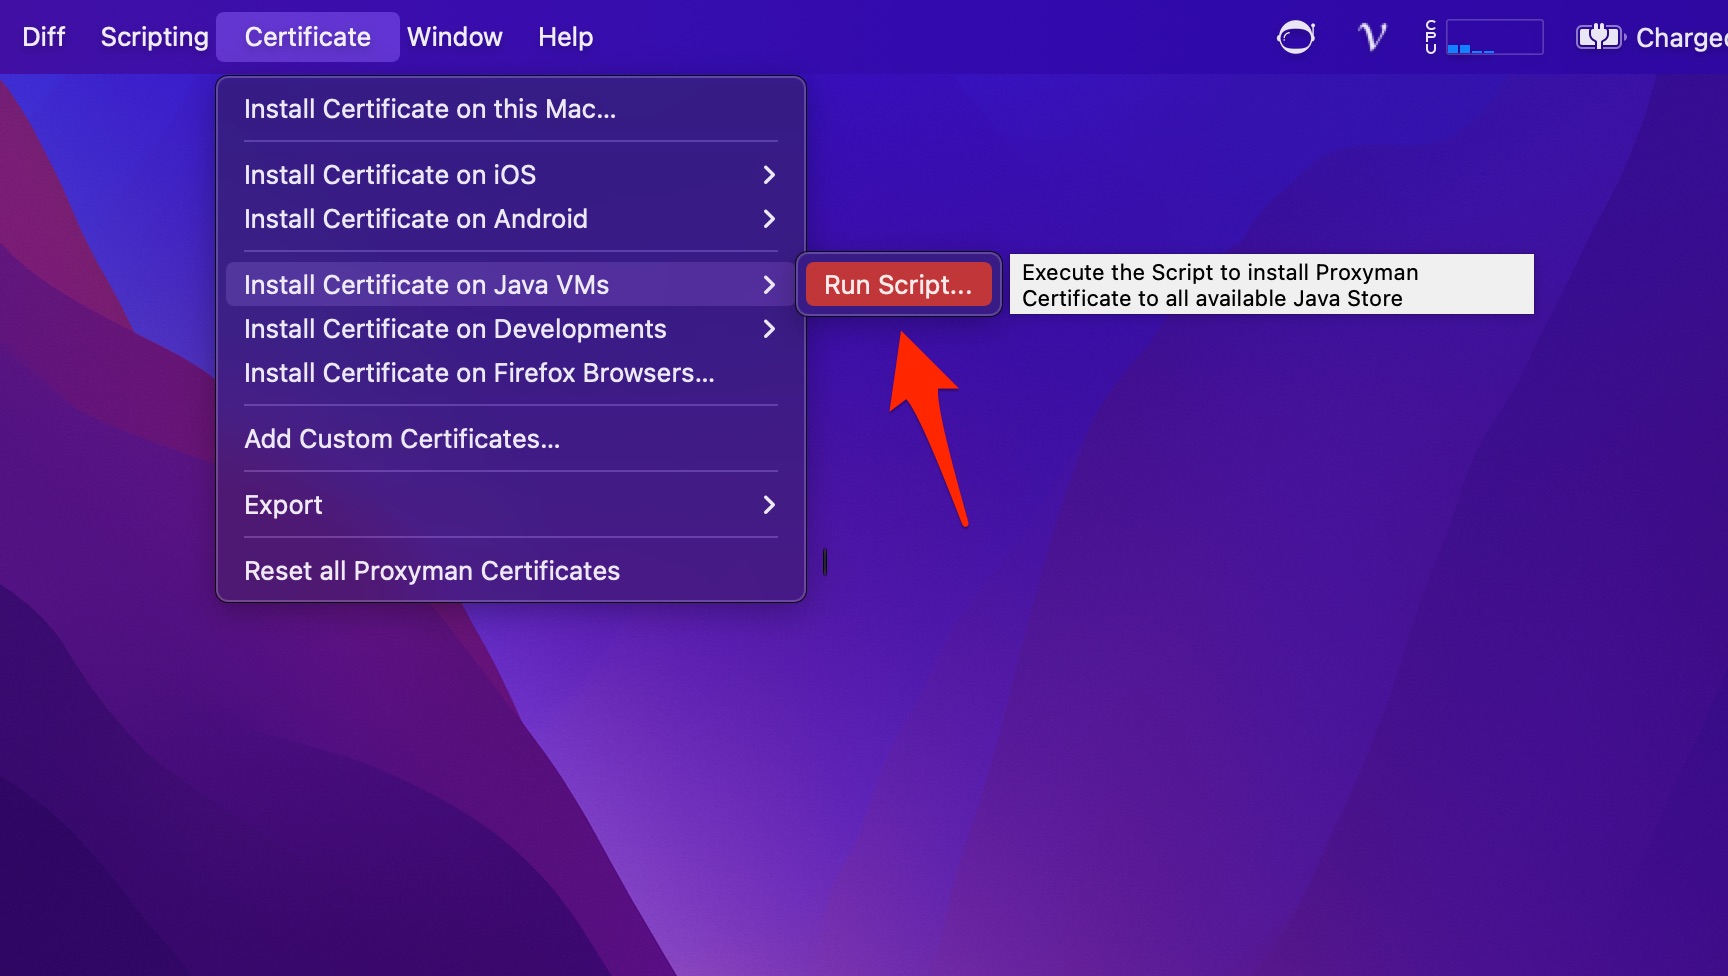 Diff Scripting Certificate Window Help CPU
Install Certificate on this Mac...
Install Certificate on iOS
Install Certificate on Android
Install Certificate on Java VMs
Run Script...
Execute the Script to install Proxyman
Certificate to all available Java Store
Install Certificate on Developments
Install Certificate on Firefox Browsers...
Add Custom Certificates...
Export
Reset all Proxyman Certificates